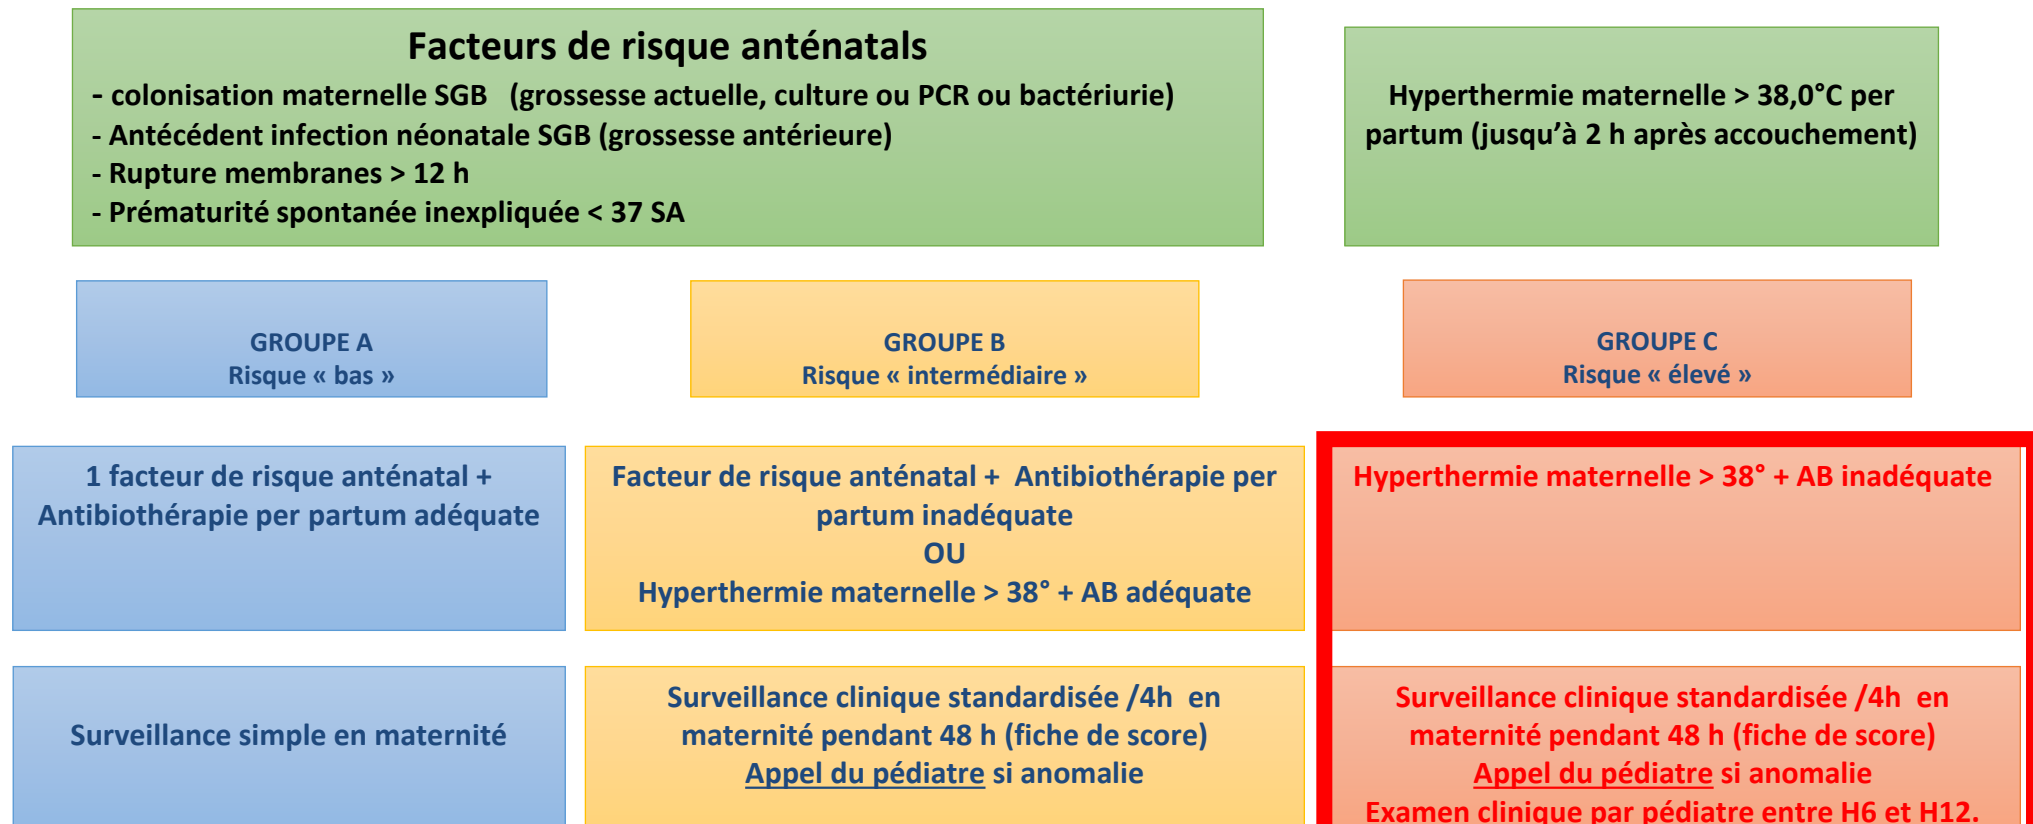 Facteurs de risque anténatals
- colonisation maternelle SGB (grossesse actuelle, culture ou PCR ou bactériurie)
- Antécédent infection néonatale SGB (grossesse antérieure)
- Rupture membranes > 12 h
- Prématurité spontanée inexpliquée < 37 SA
Hyperthermie maternelle > 38,0°C per
partum (jusqu'à 2 h après accouchement)
GROUPE A
Risque « bas »
GROUPE B
Risque « intermédiaire »
GROUPE C
Risque « élevé »
1 facteur de risque anténatal +
Antibiothérapie per partum adéquate
Facteur de risque anténatal + Antibiothérapie per
partum inadéquate
OU
Hyperthermie maternelle > 38° + AB adéquate
Hyperthermie maternelle > 38° + AB inadéquate
Surveillance simple en maternité
Surveillance clinique standardisée /4h en
maternité pendant 48 h (fiche de score)
Appel du pédiatre si anomalie
Surveillance clinique standardisée /4h en
maternité pendant 48 h (fiche de score)
Appel du pédiatre si anomalie
Examen clinique par pédiatre entre H6 et H12.